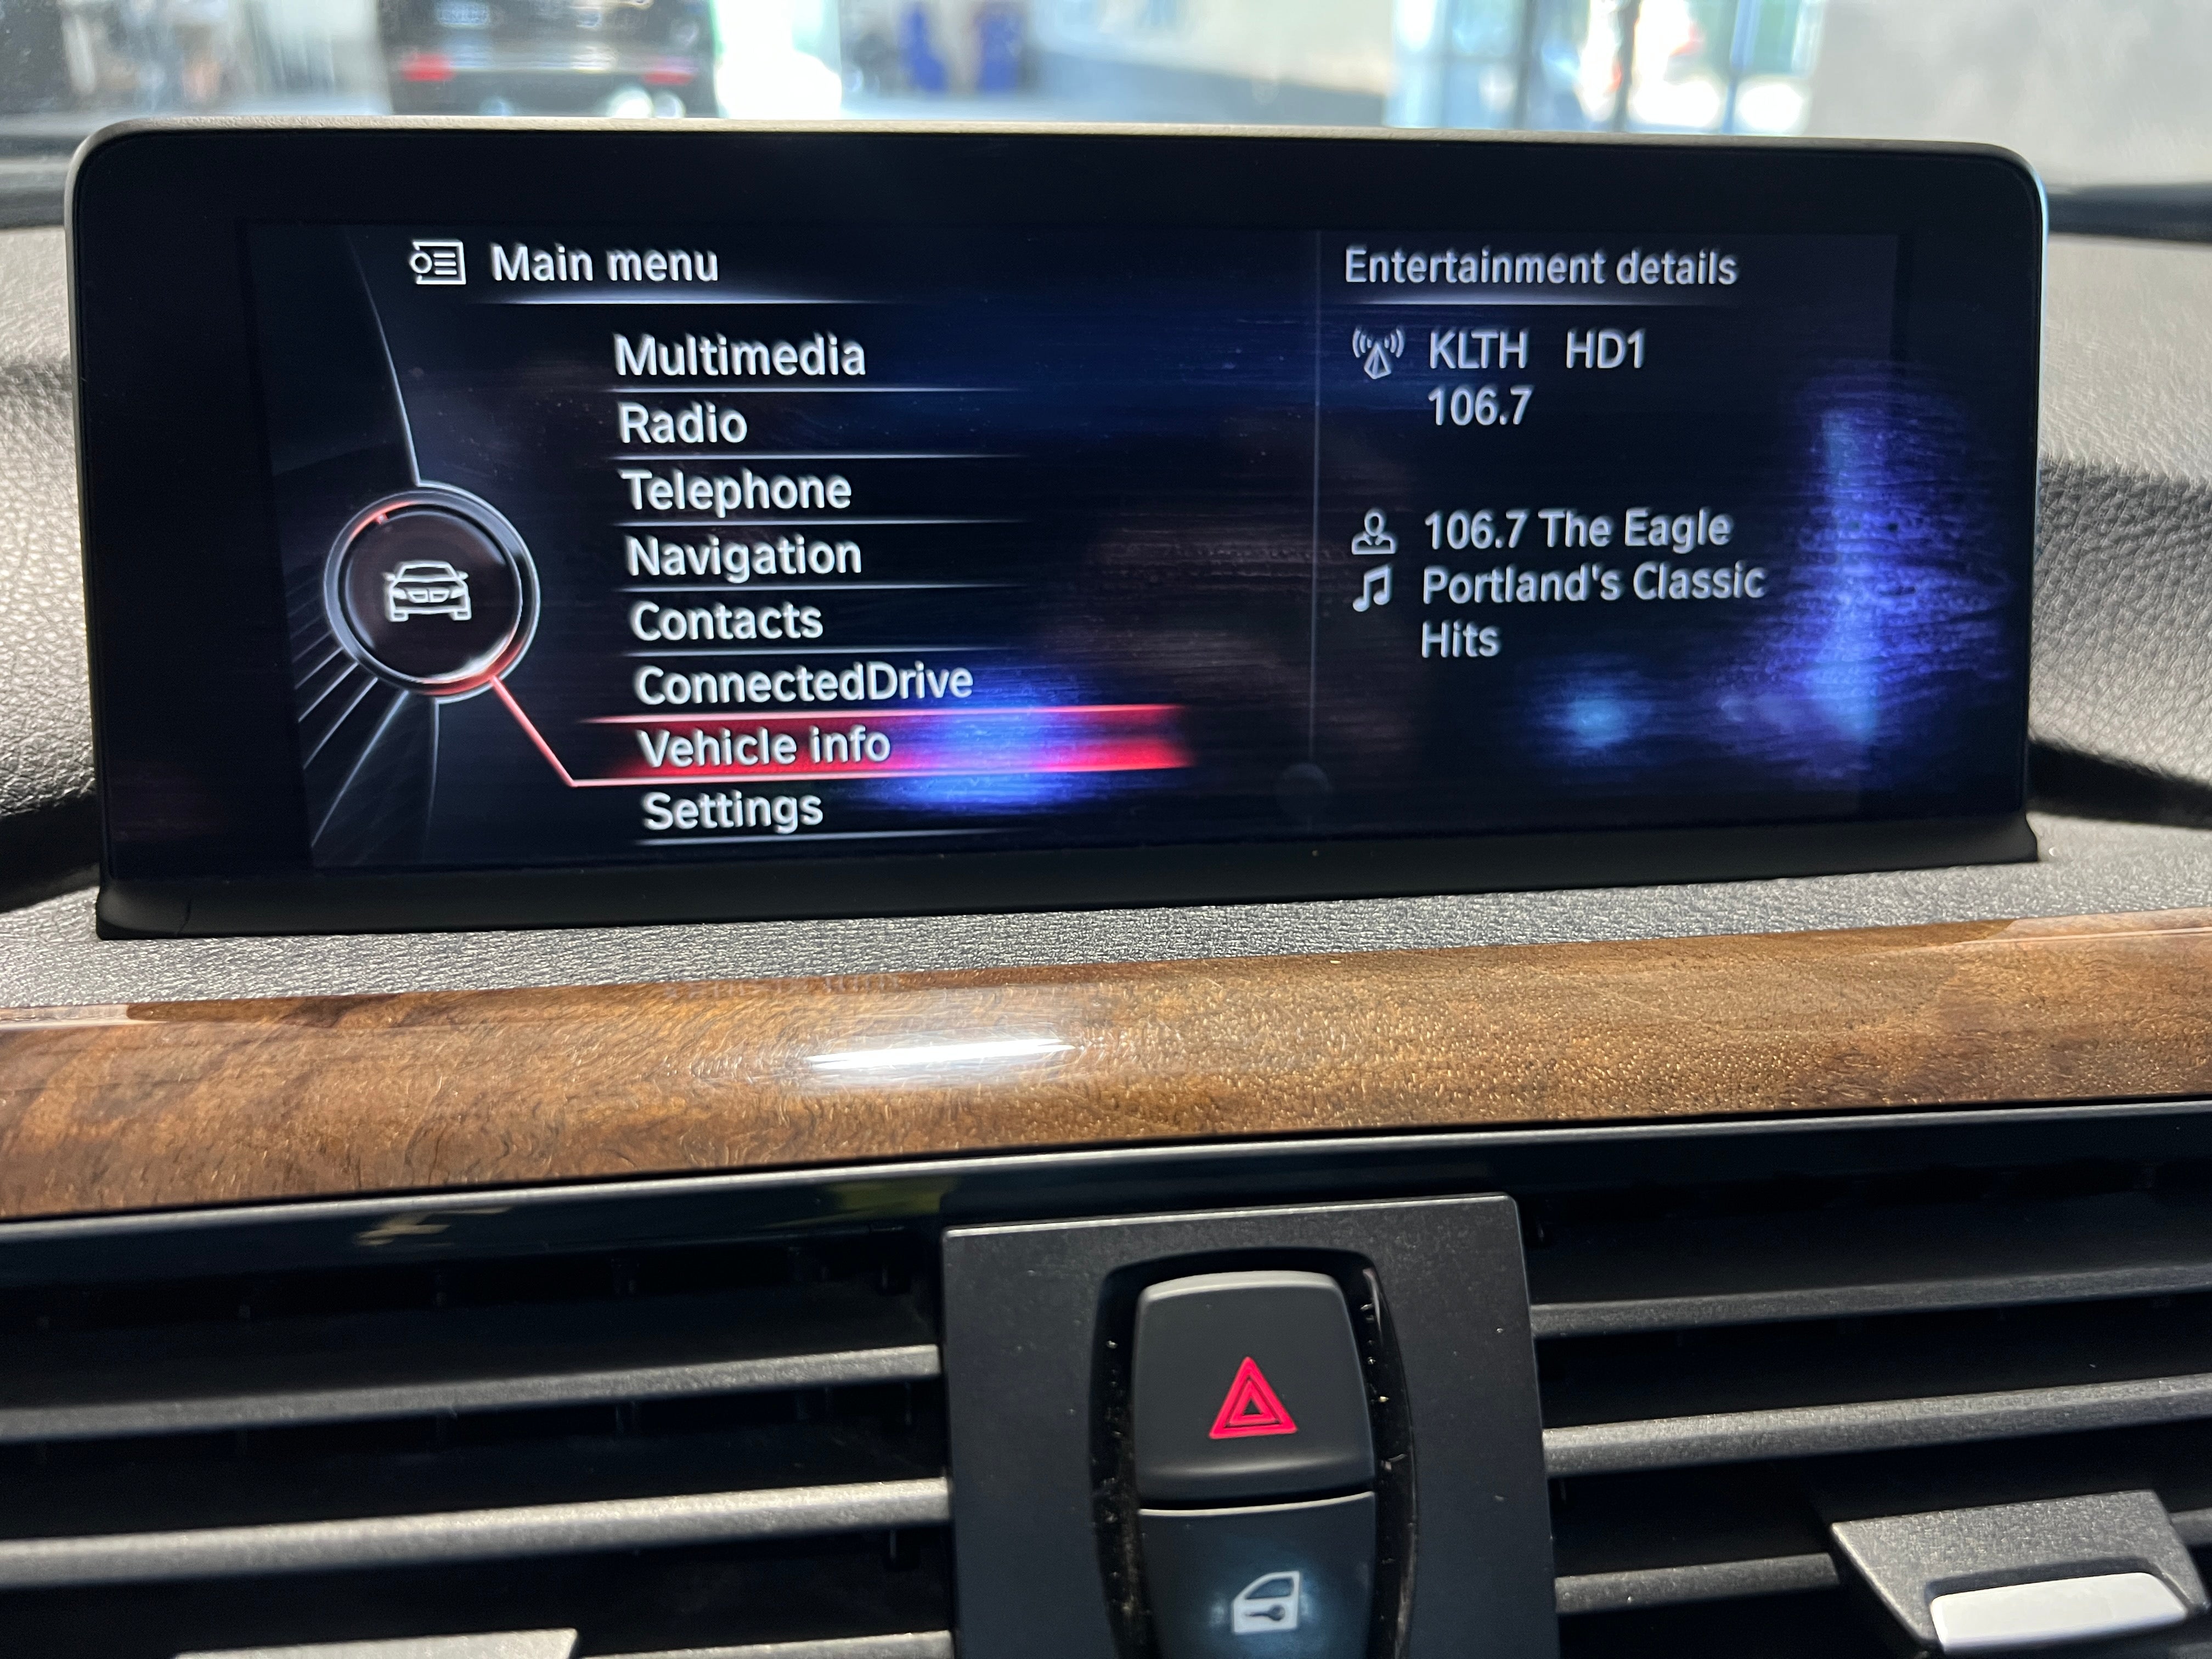 Main menu
Multimedia
Radio
Telephone
Navigation
Contacts
ConnectedDrive
Vehicle info
Settings
Entertainment details
KLTH HD1
106.7
106.7 The Eagle
Portland's Classic
Hits